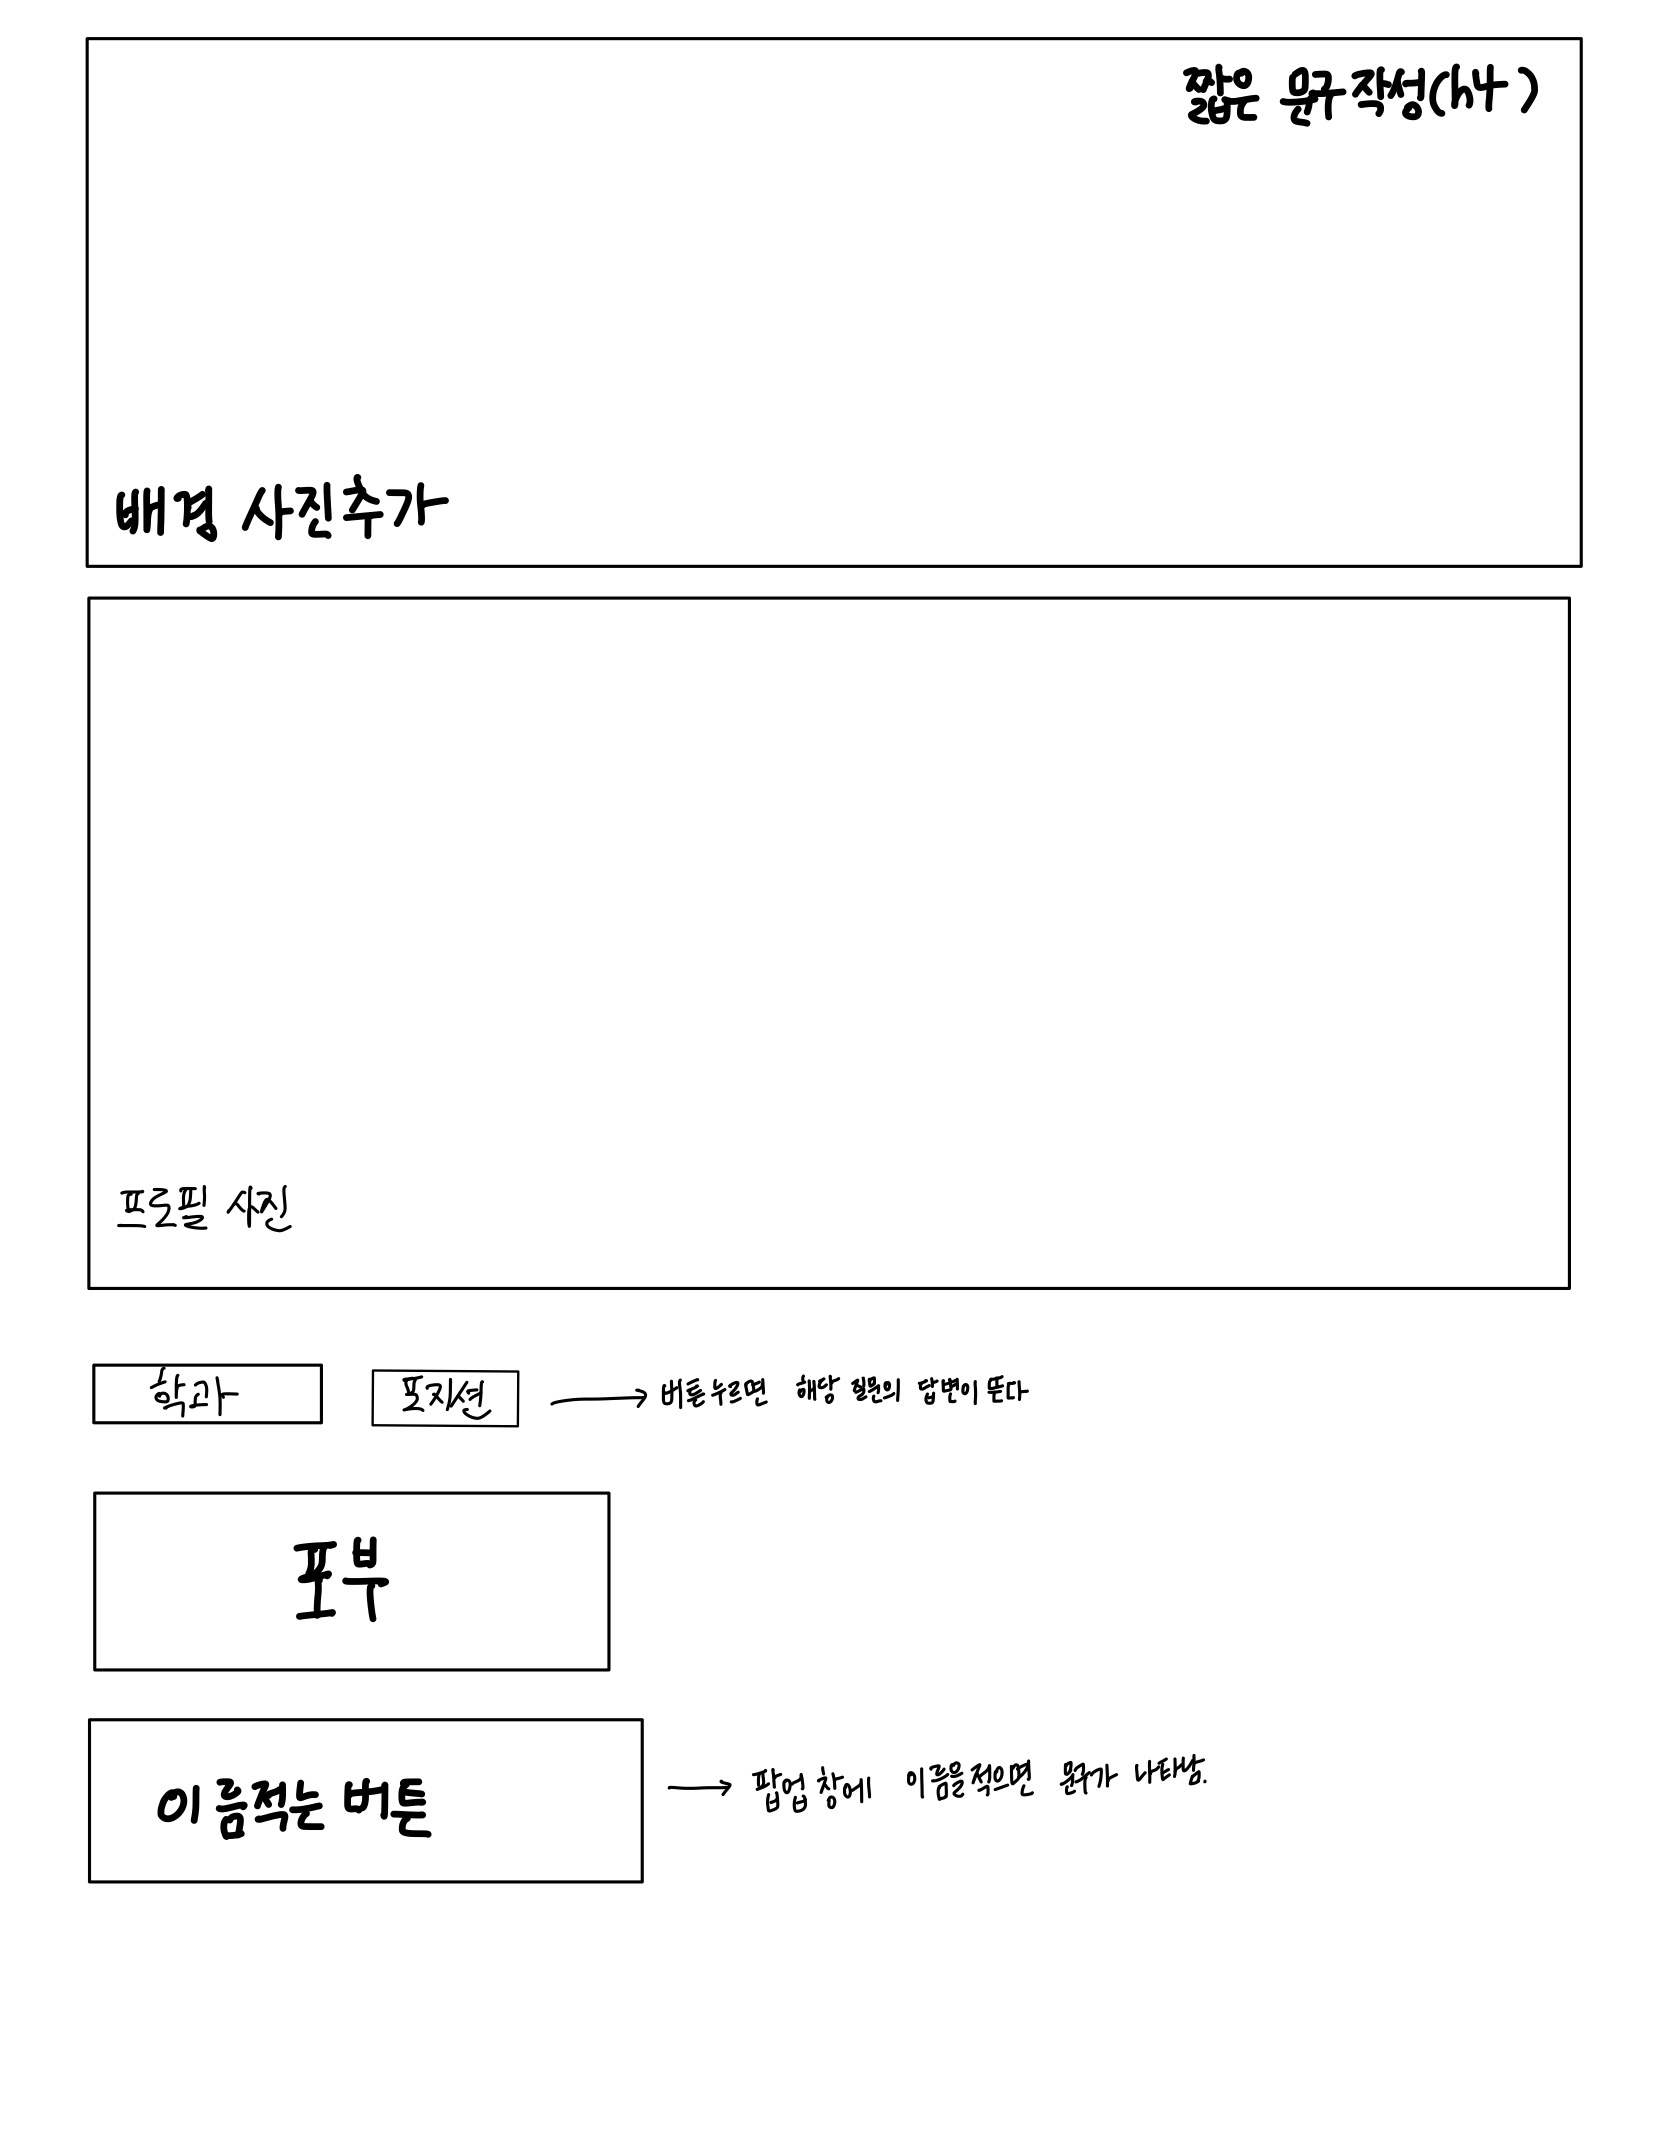 짧은 문구작성(h4)
배경 사진추가
프로필 사진
학과
포지션
버튼누르면 해당 질문의 답변이 뜬다
포부
이름적는 버튼
팝업 창에 이름을적으면 문구가 나타남.